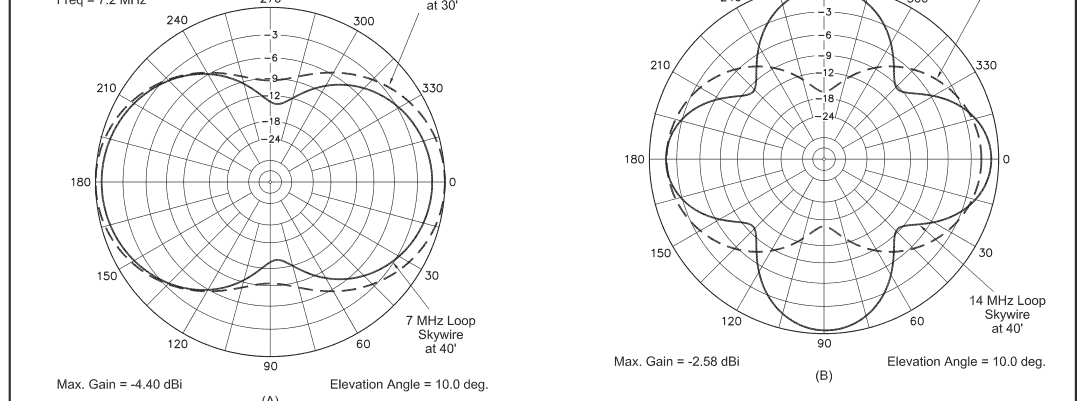 Freq = 7.2 MHz
270
at 30'
240
300
-3
-6
-9
-12
-18
-24
210
330
180
0
150
30
120
60
90
7 MHz Loop
Skywire
at 40'
Max. Gain = -4.40 dBi
Elevation Angle = 10.0 deg.
(A)
240
300
-3
-6
-9
-12
-18
-24
210
330
180
0
150
30
120
60
90
14 MHz Loop
Skywire
at 40'
Max. Gain = -2.58 dBi
Elevation Angle = 10.0 deg.
(B)